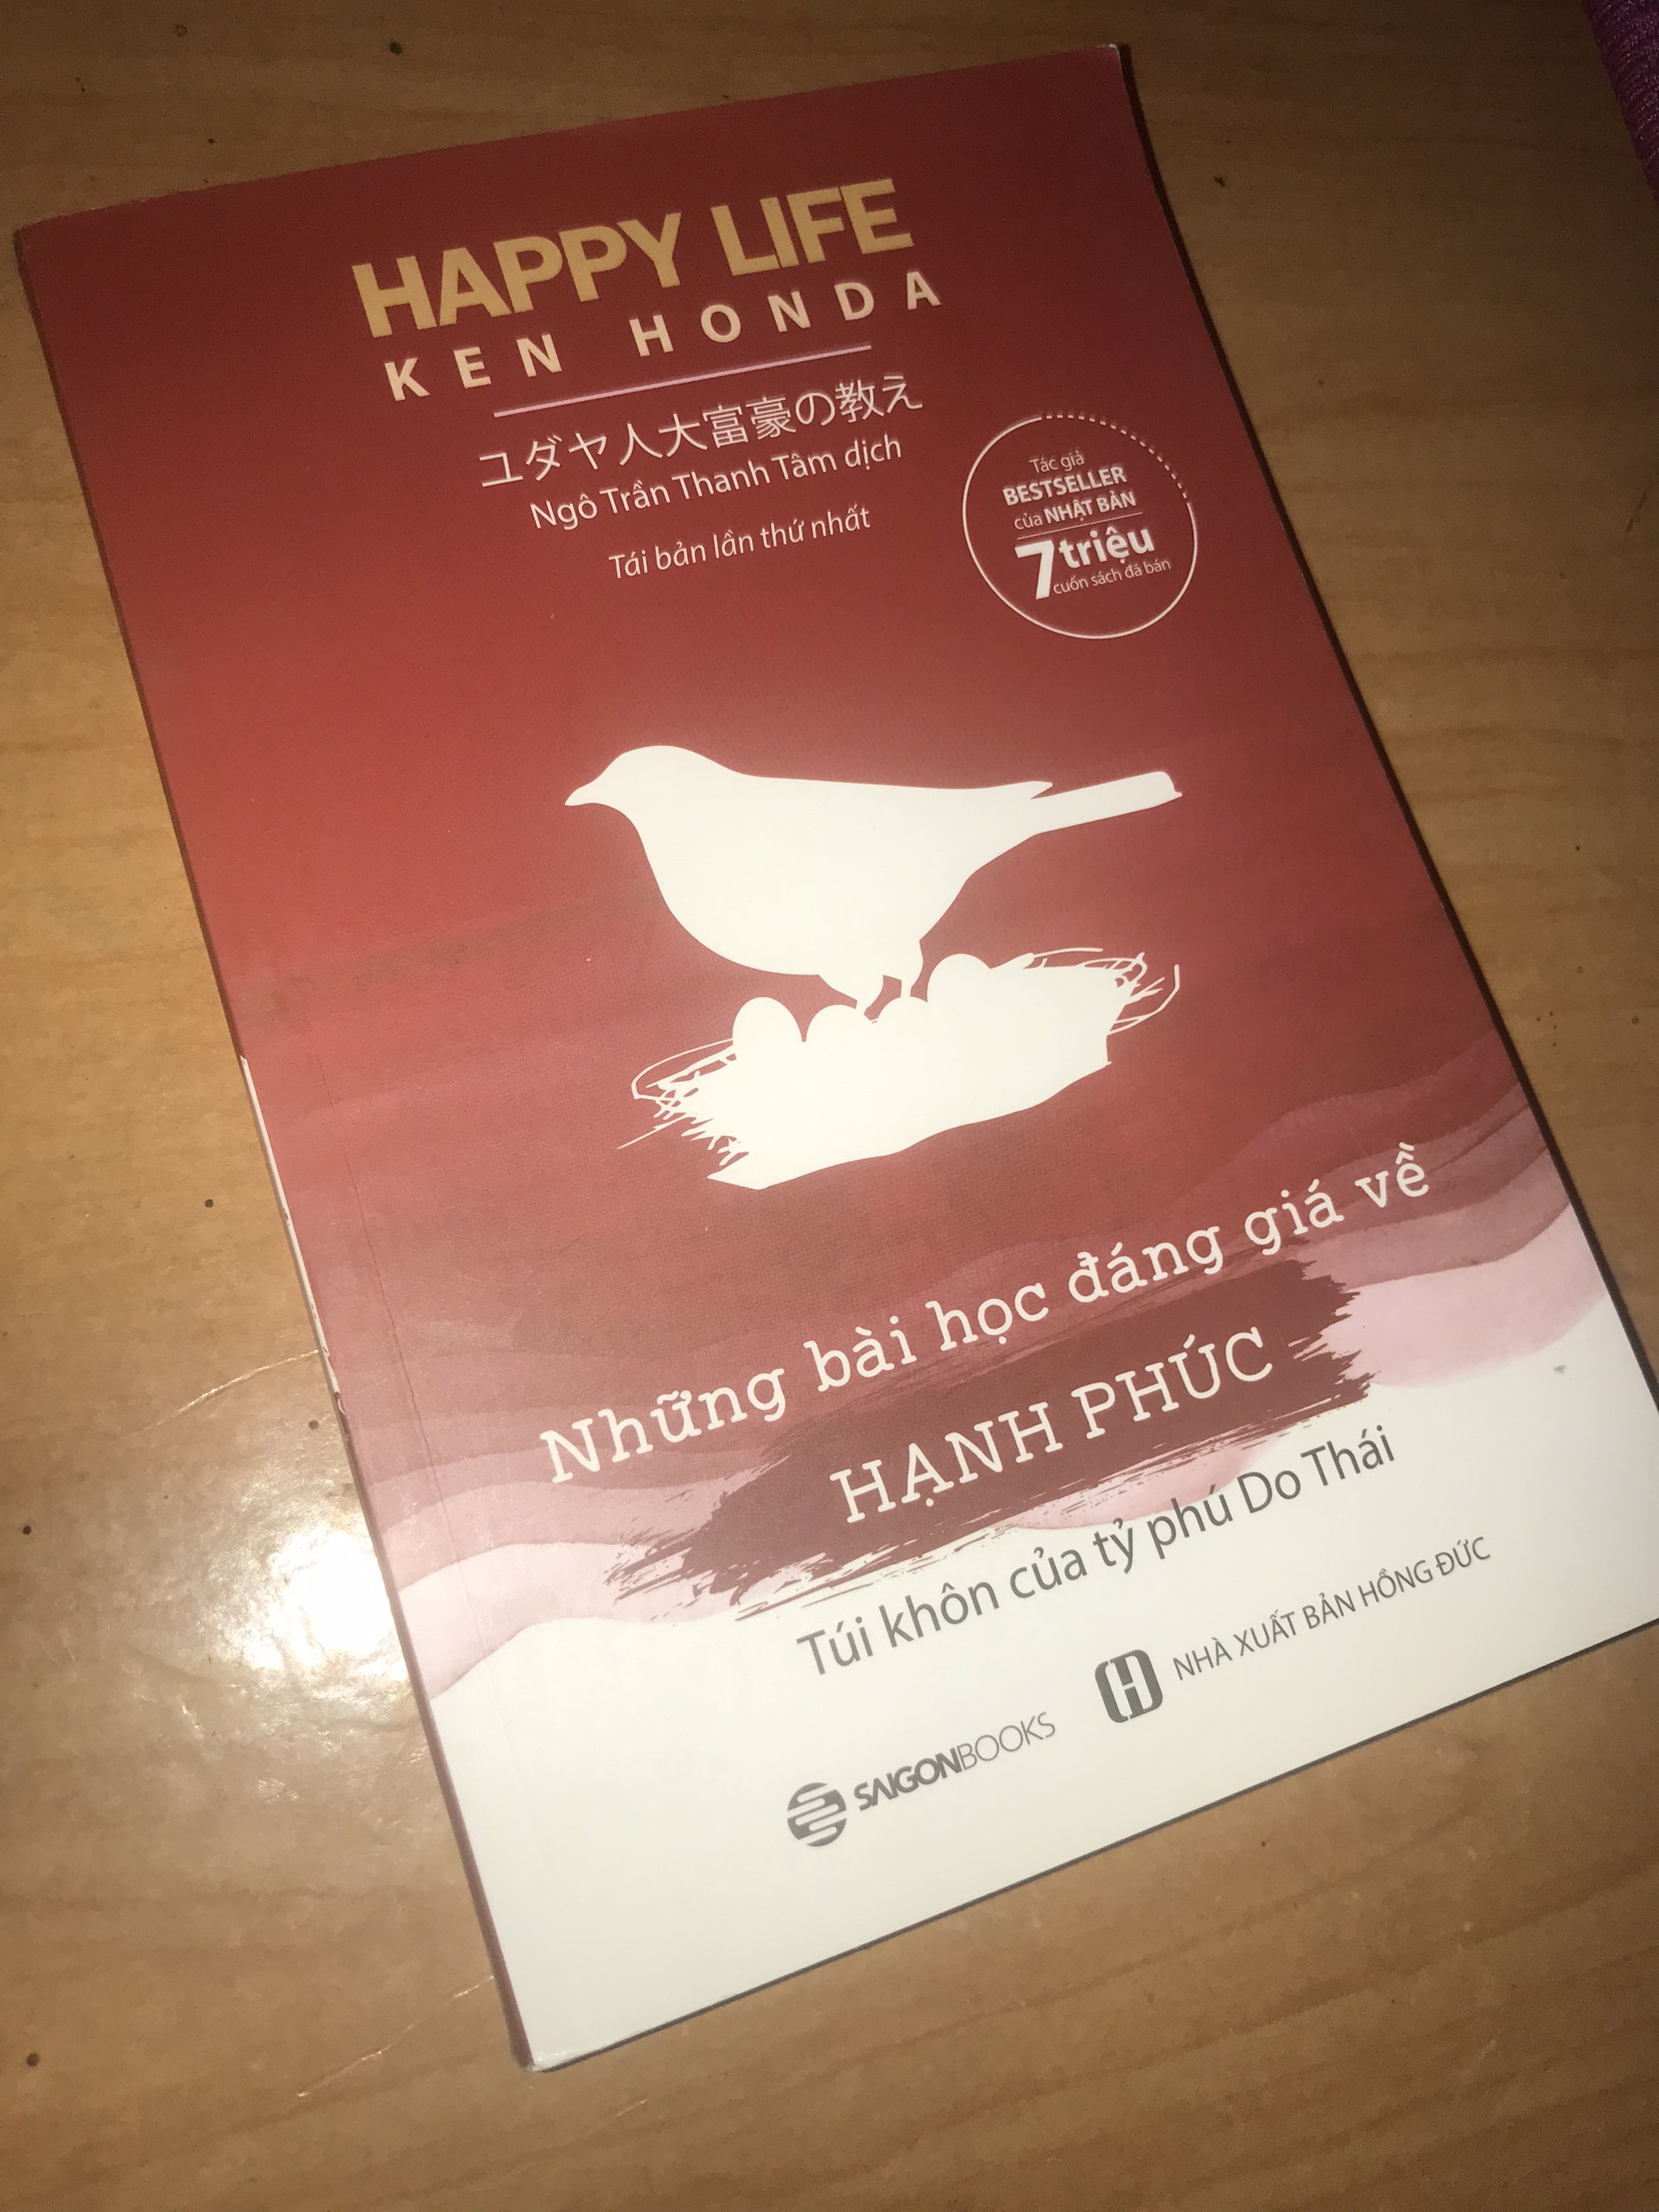 HAPPY LIFE
KEN HONDA
ユダヤ人大富豪の教え
Ngô Trần Thanh Tâm dịch
Tái bản lần thứ nhất
Tác giả
BESTSELLER
của NHẬT BẢN
7 triệu
cuốn sách đã bán
Những bài học đáng giá về
HẠNH PHÚC
Túi khôn của tỷ phú Do Thái
SAIGONBOOKS
NHÀ XUẤT BẢN HỒNG ĐỨC